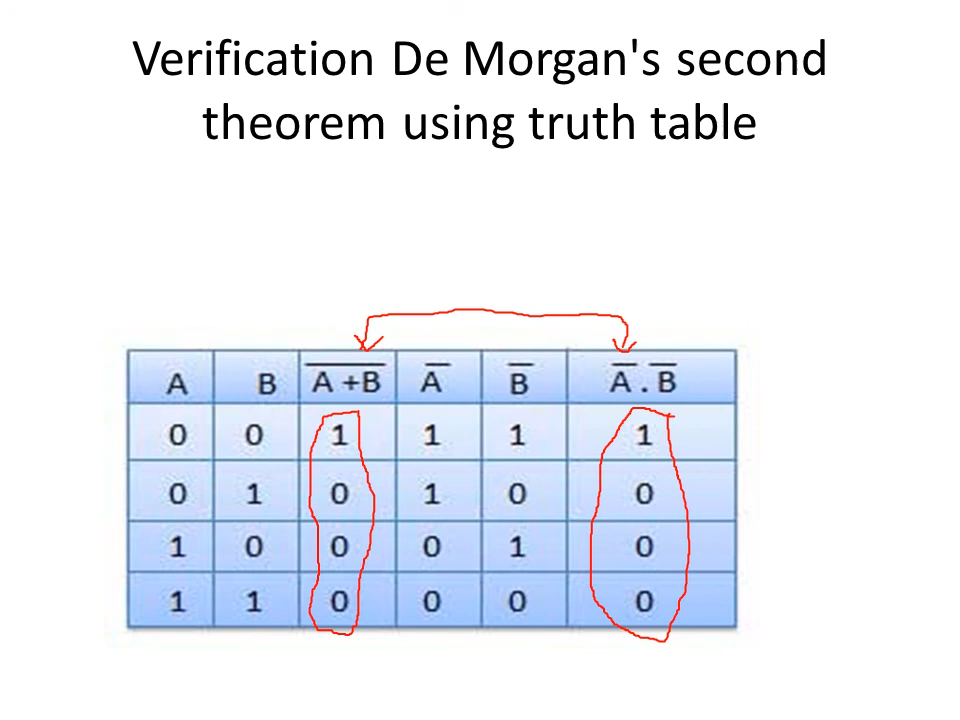 Verification De Morgan's second
theorem using truth table
A B A̅ ̅+̅B̅ A̅ B̅ A̅ . B̅
0 0 1 1 1 1
0 1 0 1 0 0
1 0 0 0 1 0
1 1 0 0 0 0